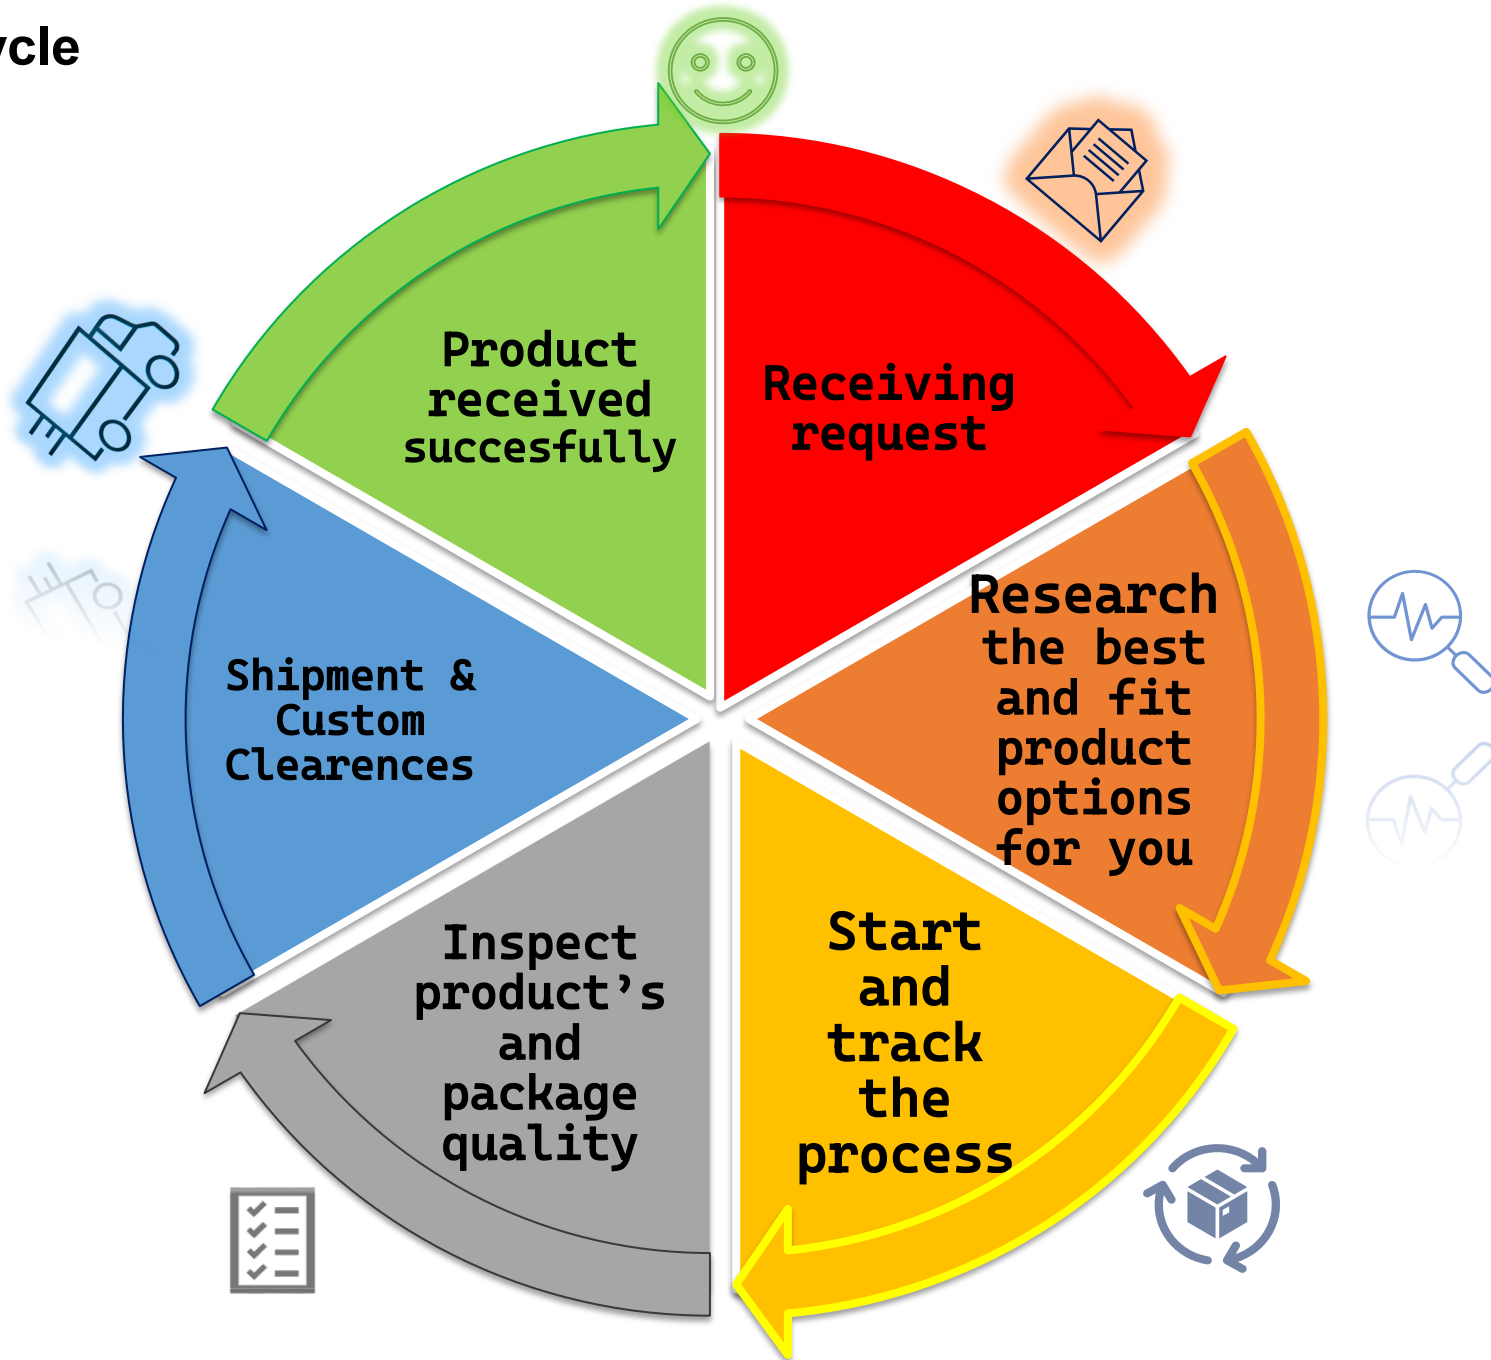 ycle
Receiving
request
Research
the best
and fit
product
options
for you
Start
and
track
the
process
Inspect
product’s
and
package
quality
Shipment &
Custom
Clearences
Product
received
succesfully